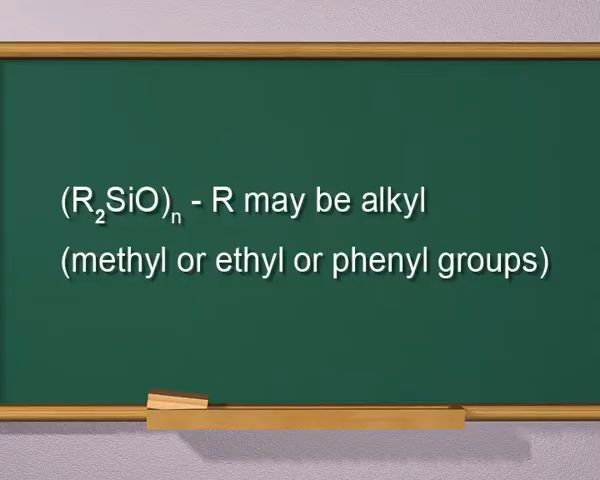 (R₂SiO)ₙ - R may be alkyl
(methyl or ethyl or phenyl groups)